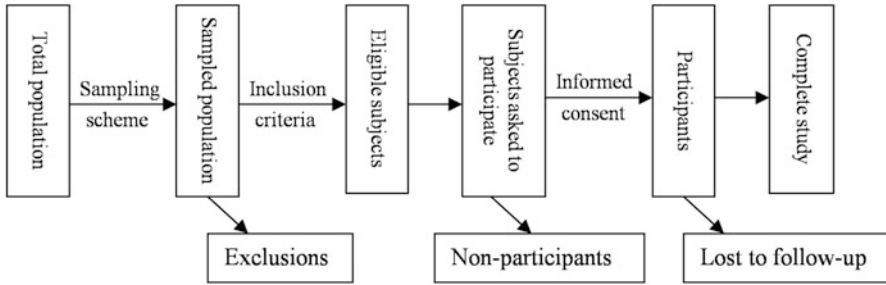 Total population
Sampling
scheme
Sampled population
Inclusion
criteria
Eligible subjects
Subjects asked to
participate
Informed
consent
Participants
Complete study
Exclusions
Non-participants
Lost to follow-up